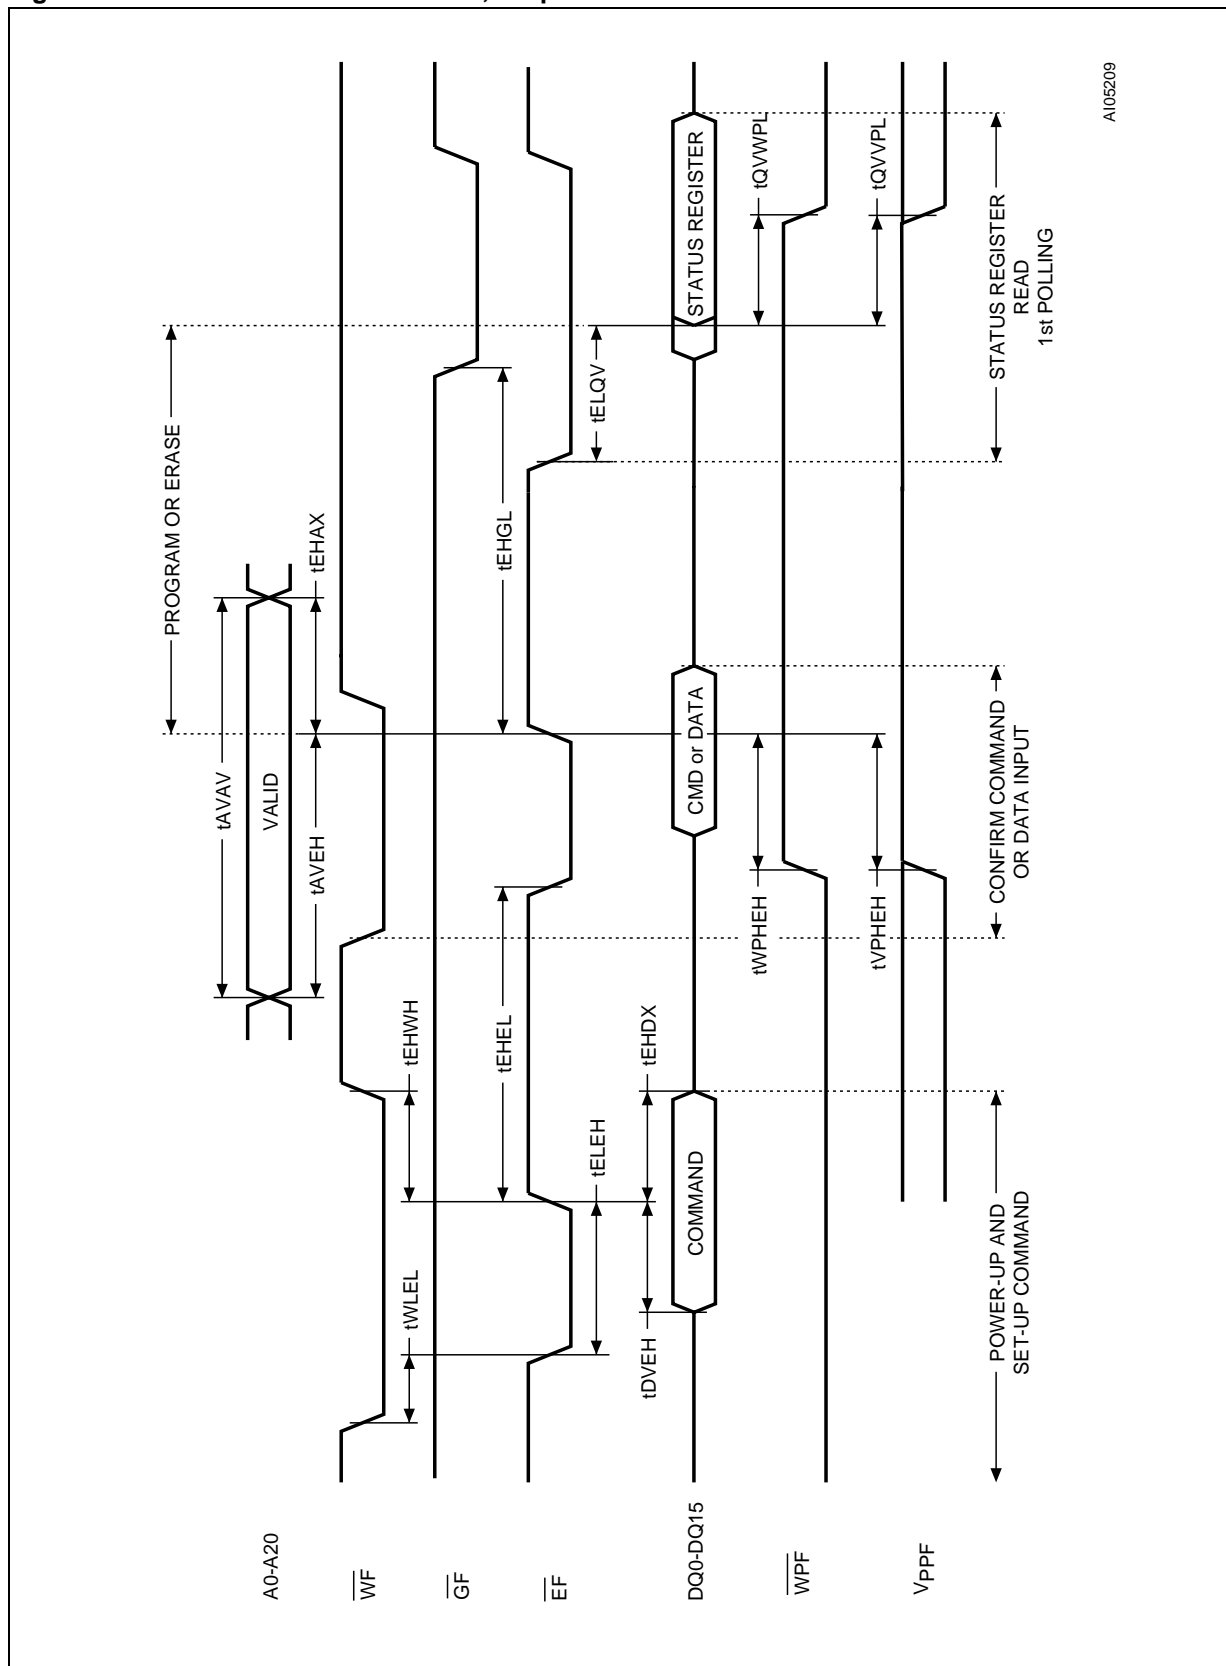 A0-A20
WF
GF
EF
DQ0-DQ15
WPF
VPPF
PROGRAM OR ERASE
tAVAV
VALID
tAVEH
tEHAX
tWLEL
tEHWH
tEHEL
tEHGL
tELEH
tELQV
tDVEH
tEHDX
COMMAND
CMD or DATA
STATUS REGISTER
tWPHEH
tQVWPL
tVPHEH
tQVVPL
POWER-UP AND
SET-UP COMMAND
CONFIRM COMMAND
OR DATA INPUT
STATUS REGISTER
READ
1st POLLING
AI05209